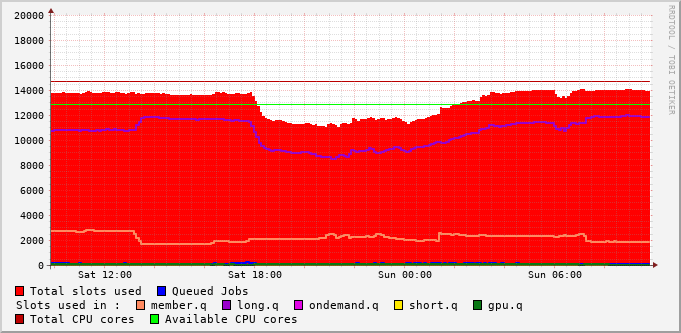 20000
18000
16000
14000
12000
10000
8000
6000
4000
2000
0
Sat 12:00 Sat 18:00 Sun 00:00 Sun 06:00
RRDTOOL / TOBI OETIKER
Total slots used Queued Jobs
Slots used in : member.q long.q ondemand.q short.q gpu.q
Total CPU cores Available CPU cores